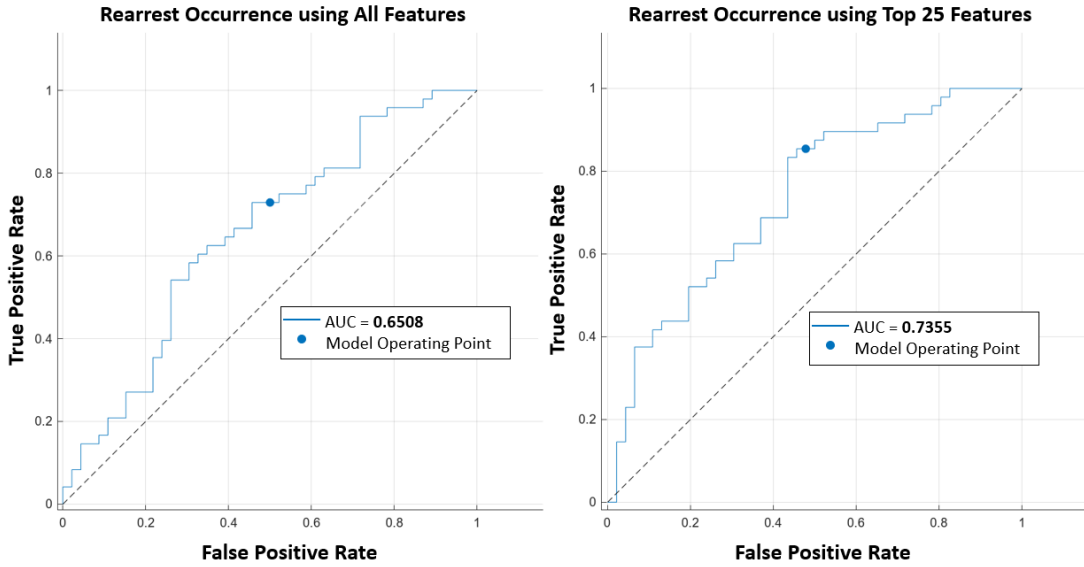 Rearrest Occurrence using All Features
1
0.8
0.6
0.4
0.2
0
True Positive Rate
AUC = 0.6508
Model Operating Point
0
0.2
0.4
0.6
0.8
1
False Positive Rate
Rearrest Occurrence using Top 25 Features
1
0.8
0.6
0.4
0.2
0
True Positive Rate
AUC = 0.7355
Model Operating Point
0
0.2
0.4
0.6
0.8
1
False Positive Rate